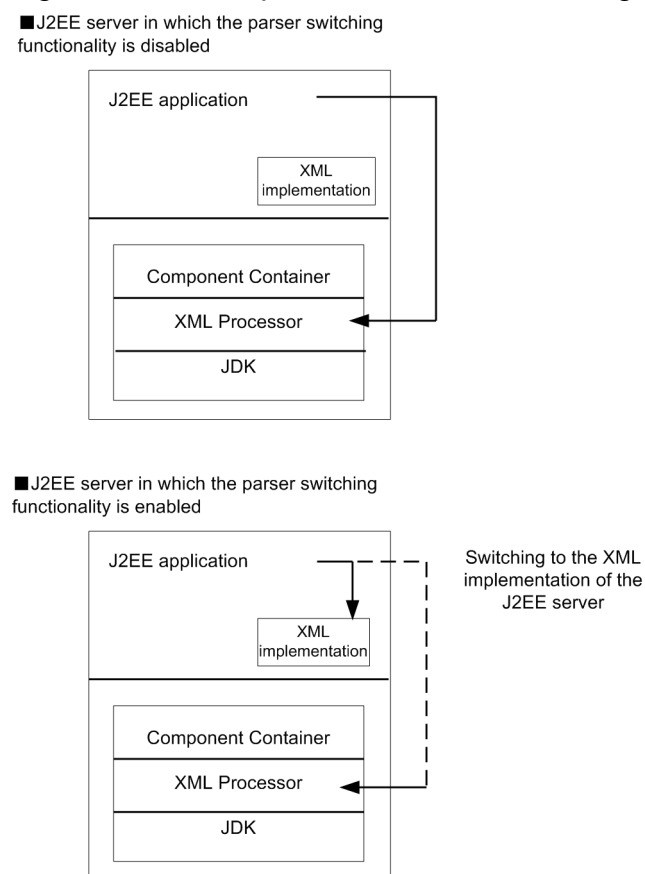 ■J2EE server in which the parser switching
functionality is disabled
J2EE application
XML
implementation
Component Container
XML Processor
JDK
■J2EE server in which the parser switching
functionality is enabled
J2EE application
Switching to the XML
implementation of the
J2EE server
XML
implementation
Component Container
XML Processor
JDK